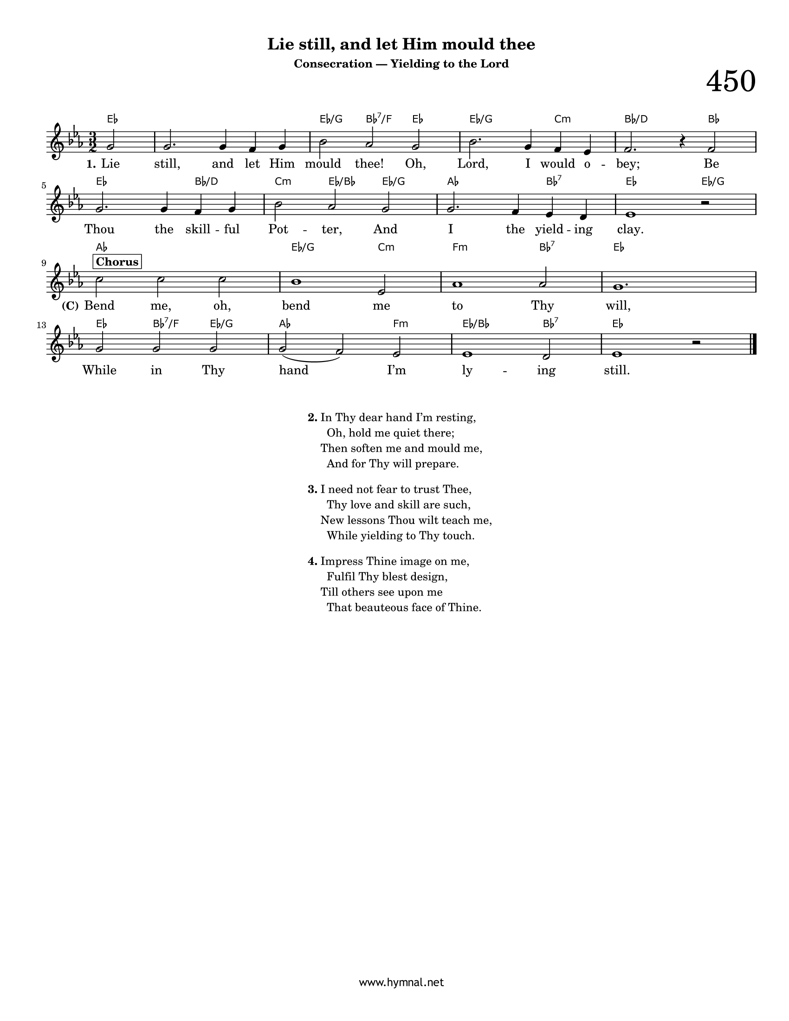 Lie still, and let Him mould thee
Consecration — Yielding to the Lord
450
E♭ E♭/G B♭7/F E♭ E♭/G Cm B♭/D B♭
3 2
1. Lie still, and let Him mould thee! Oh, Lord, I would o - bey; Be
5 E♭ B♭/D Cm E♭/B♭ E♭/G A♭ B♭7 E♭ E♭/G
Thou the skill - ful Pot - ter, And I the yield - ing clay.
A♭ E♭/G Cm Fm B♭7 E♭
9 Chorus
(C) Bend me, oh, bend me to Thy will,
13 E♭ B♭7/F E♭/G A♭ Fm E♭/B♭ B♭7 E♭
While in Thy hand I'm ly - ing still.
2. In Thy dear hand I'm resting,
Oh, hold me quiet there;
Then soften me and mould me,
And for Thy will prepare.
3. I need not fear to trust Thee,
Thy love and skill are such,
New lessons Thou wilt teach me,
While yielding to Thy touch.
4. Impress Thine image on me,
Fulfil Thy blest design,
Till others see upon me
That beauteous face of Thine.
www.hymnal.net